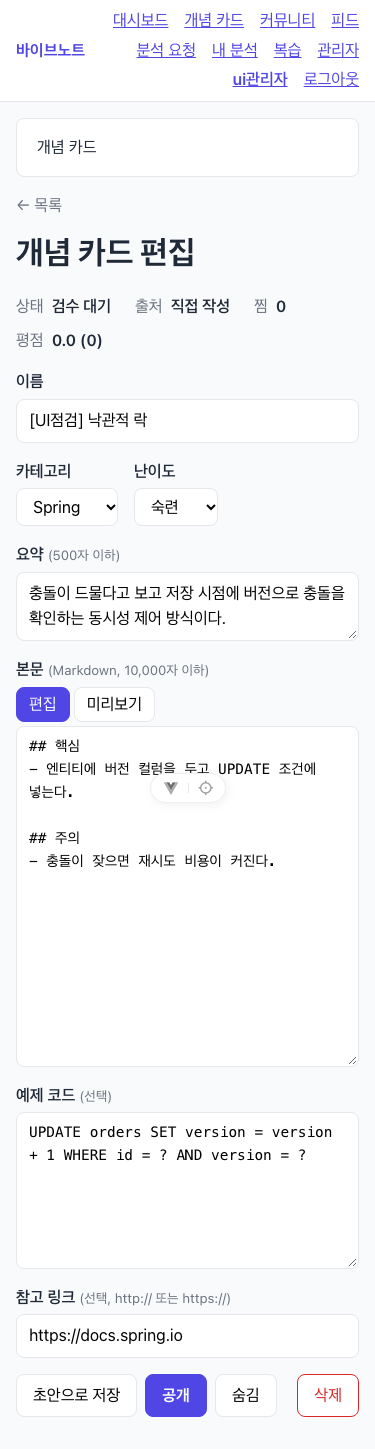 대시보드 개념 카드 커뮤니티 피드
바이브노트 분석 요청 내 분석 복습 관리자
ui관리자 로그아웃
개념 카드
← 목록
개념 카드 편집
상태 검수 대기 출처 직접 작성 찜 0
평점 0.0 (0)
이름
[UI점검] 낙관적 락
카테고리 난이도
Spring 숙련
요약 (500자 이하)
충돌이 드물다고 보고 저장 시점에 버전으로 충돌을
확인하는 동시성 제어 방식이다.
본문 (Markdown, 10,000자 이하)
편집 미리보기
## 핵심
- 엔티티에 버전 컬럼을 두고 UPDATE 조건에
넣는다.
## 주의
- 충돌이 잦으면 재시도 비용이 커진다.
예제 코드 (선택)
UPDATE orders SET version = version
+ 1 WHERE id = ? AND version = ?
참고 링크 (선택, http:// 또는 https://)
https://docs.spring.io
초안으로 저장 공개 숨김 삭제